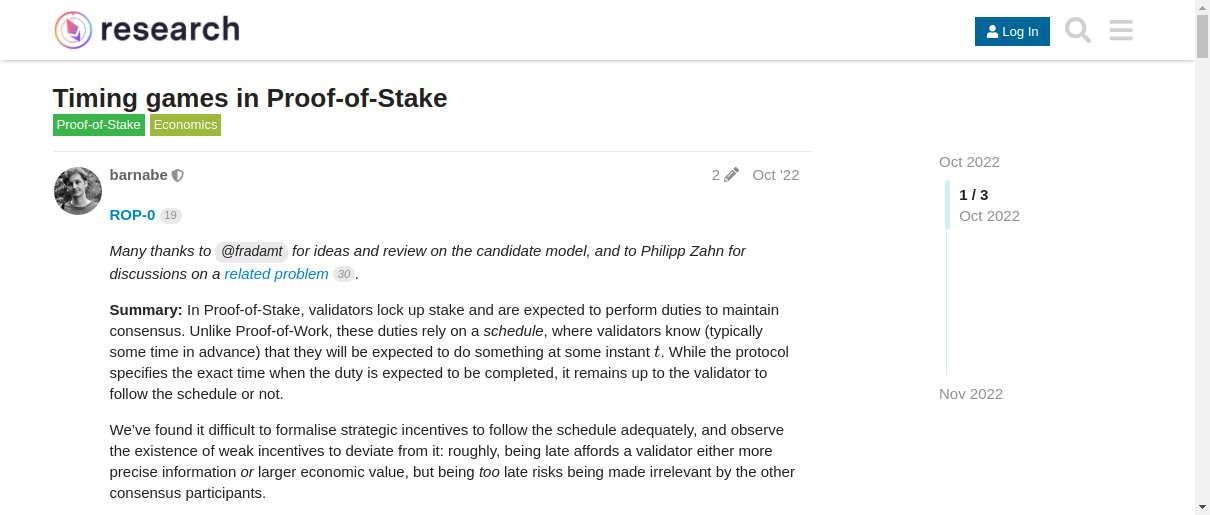 research
Log In
Timing games in Proof-of-Stake
Proof-of-Stake Economics
barnabe
2 Oct '22
ROP-0 19
Many thanks to @fradamt for ideas and review on the candidate model, and to Philipp Zahn for
discussions on a related problem 30.
Summary: In Proof-of-Stake, validators lock up stake and are expected to perform duties to maintain
consensus. Unlike Proof-of-Work, these duties rely on a schedule, where validators know (typically
some time in advance) that they will be expected to do something at some instant t. While the protocol
specifies the exact time when the duty is expected to be completed, it remains up to the validator to
follow the schedule or not.
We’ve found it difficult to formalise strategic incentives to follow the schedule adequately, and observe
the existence of weak incentives to deviate from it: roughly, being late affords a validator either more
precise information or larger economic value, but being too late risks being made irrelevant by the other
consensus participants.
Oct 2022
1 / 3
Oct 2022
Nov 2022